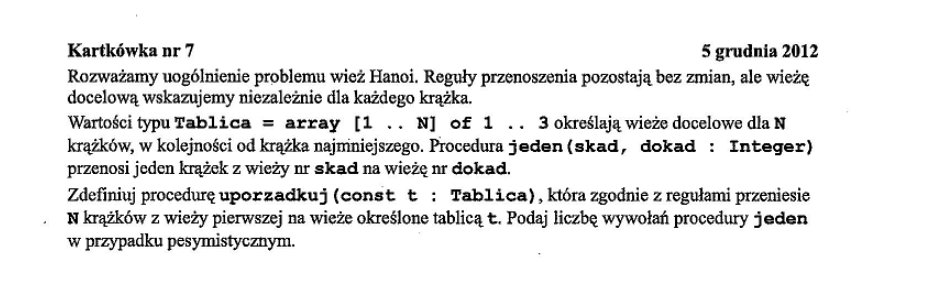 Kartkówka nr 7 5 grudnia 2012
Rozważamy uogólnienie problemu wież Hanoi. Reguły przenoszenia pozostają bez zmian, ale wieżę
docelową wskazujemy niezależnie dla każdego krążka.
Wartości typu Tablica = array [1 .. N] of 1 .. 3 określają wieże docelowe dla N
krążków, w kolejności od krążka najmniejszego. Procedura jeden(skad, dokad : Integer)
przenosi jeden krążek z wieży nr skad na wieżę nr dokad.
Zdefiniuj procedurę uporzadkuj(const t : Tablica), która zgodnie z regułami przeniesie
N krążków z wieży pierwszej na wieże określone tablicą t. Podaj liczbę wywołań procedury jeden
w przypadku pesymistycznym.